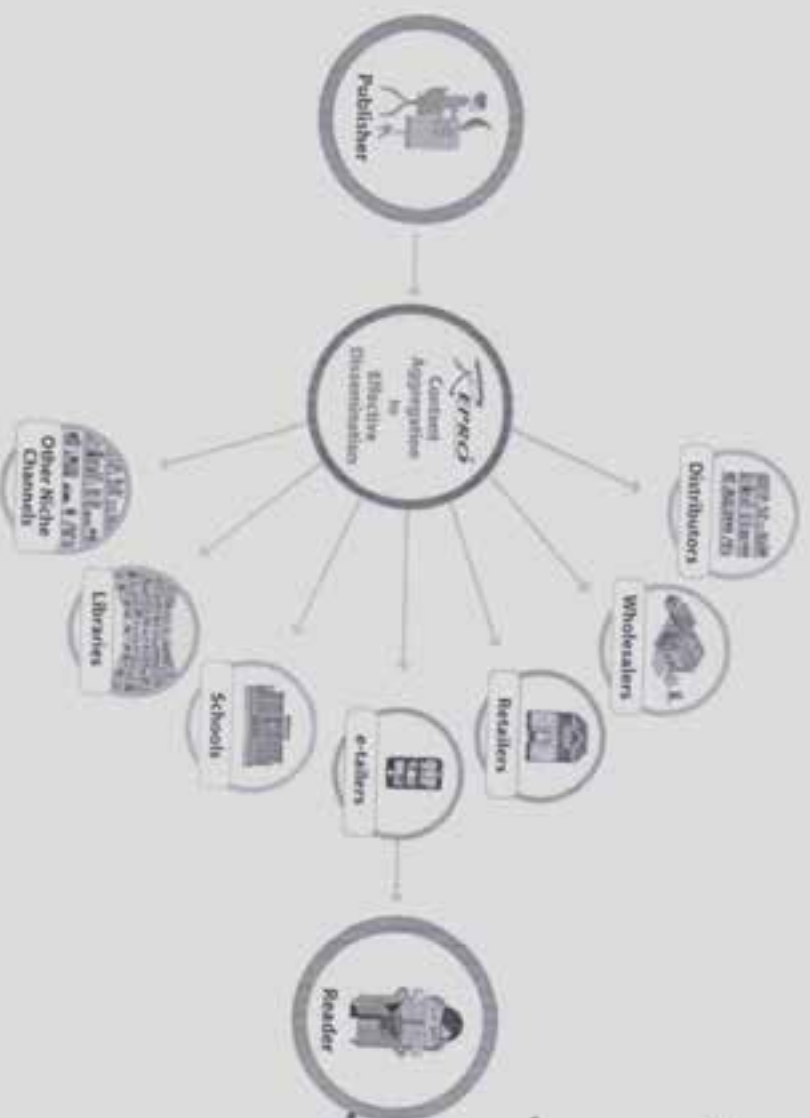 Publisher
REPRO
Content
Aggregation
to
Effective
Dissemination
Distributors
Wholesalers
Retailers
e-tailers
Schools
Libraries
Other Niche
Channels
Reader